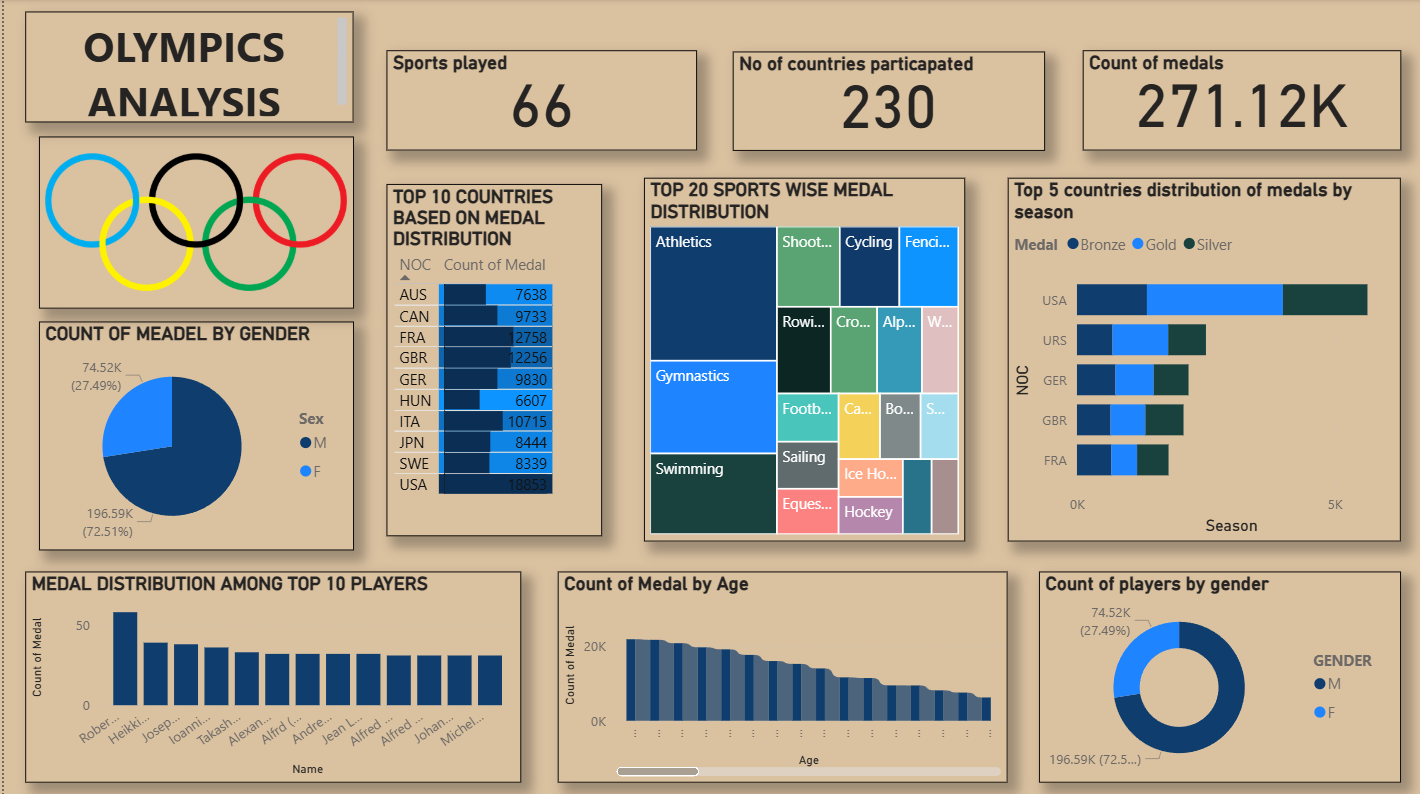 OLYMPICS
ANALYSIS
Sports played
66
No of countries particapated
230
Count of medals
271.12K
COUNT OF MEADEL BY GENDER
74.52K
(27.49%)
196.59K
(72.51%)
Sex
M
F
TOP 10 COUNTRIES
BASED ON MEDAL
DISTRIBUTION
NOC Count of Medal
AUS 7638
CAN 9733
FRA 12758
GBR 12256
GER 9830
HUN 6607
ITA 10715
JPN 8444
SWE 8339
USA 18853
TOP 20 SPORTS WISE MEDAL
DISTRIBUTION
Athletics
Gymnastics
Swimming
Shoot...
Cycling
Fenci...
Rowi...
Cro...
Alp...
W...
Footb...
Ca...
Bo...
S...
Sailing
Ice Ho...
Eques...
Hockey
Top 5 countries distribution of medals by
season
Medal Bronze Gold Silver
NOC
USA
URS
GER
GBR
FRA
0K 5K
Season
MEDAL DISTRIBUTION AMONG TOP 10 PLAYERS
Count of Medal
50
0
Rober...
Heikki...
Josep...
Ioanni...
Takash...
Alexan...
Alfrd (...
Andre...
Jean L...
Alfred ...
Alfred ...
Johan...
Michel...
Name
Count of Medal by Age
Count of Medal
20K
0K
Age
Count of players by gender
74.52K
(27.49%)
196.59K (72.5...)
GENDER
M
F